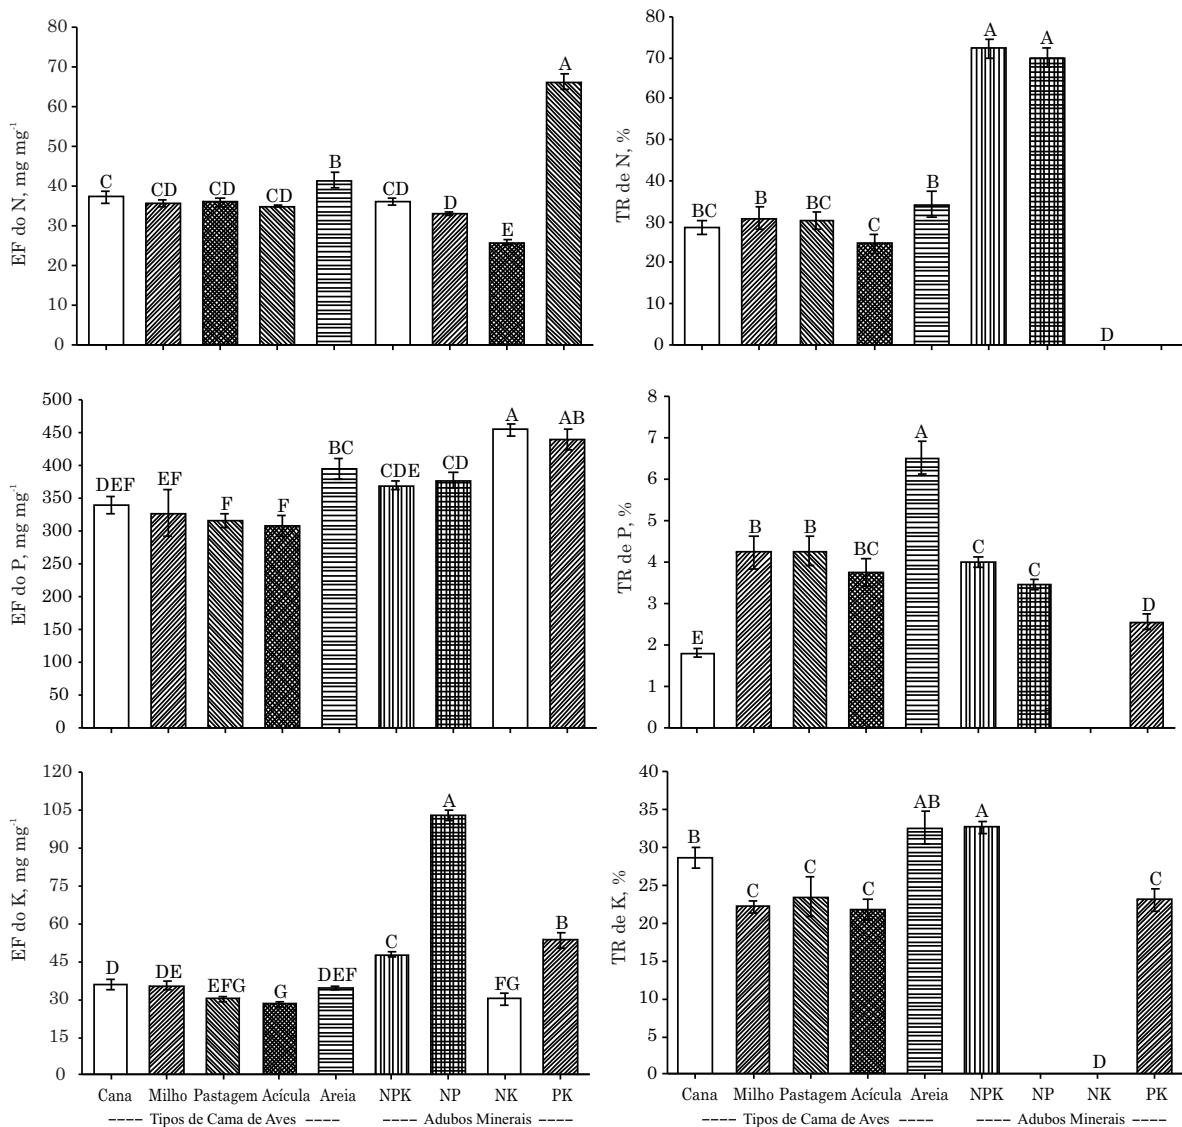 EF do N, mg mg⁻¹
80
70
60
50
40
30
20
10
0
C
CD
CD
CD
B
CD
D
E
A
TR de N, %
80
70
60
50
40
30
20
10
0
BC
B
BC
C
B
A
A
D
EF do P, mg mg⁻¹
500
450
400
350
300
250
200
150
100
50
0
DEF
EF
F
F
BC
CDE
CD
A
AB
TR de P, %
8
7
6
5
4
3
2
1
0
E
B
B
BC
A
C
C
D
EF do K, mg mg⁻¹
120
105
90
75
60
45
30
15
0
D
DE
EFG
G
DEF
C
A
FG
B
Cana Milho Pastagem Acícula Areia NPK NP NK PK
---- Tipos de Cama de Aves ---- ---- Adubos Minerais ----
TR de K, %
40
35
30
25
20
15
10
5
0
B
C
C
C
AB
A
D
C
Cana Milho Pastagem Acícula Areia NPK NP NK PK
---- Tipos de Cama de Aves ---- ---- Adubos Minerais ----